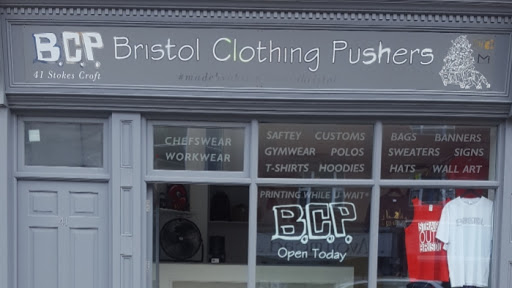 B.C.P. Bristol Clothing Pushers
41 Stokes Croft
CHEFSWEAR
WORKWEAR
SAFTEY CUSTOMS
GYMWEAR POLOS
T-SHIRTS HOODIES
BAGS BANNERS
SWEATERS SIGNS
HATS WALL ART
PRINTING WHILE U WAIT
B.C.P.
Open Today